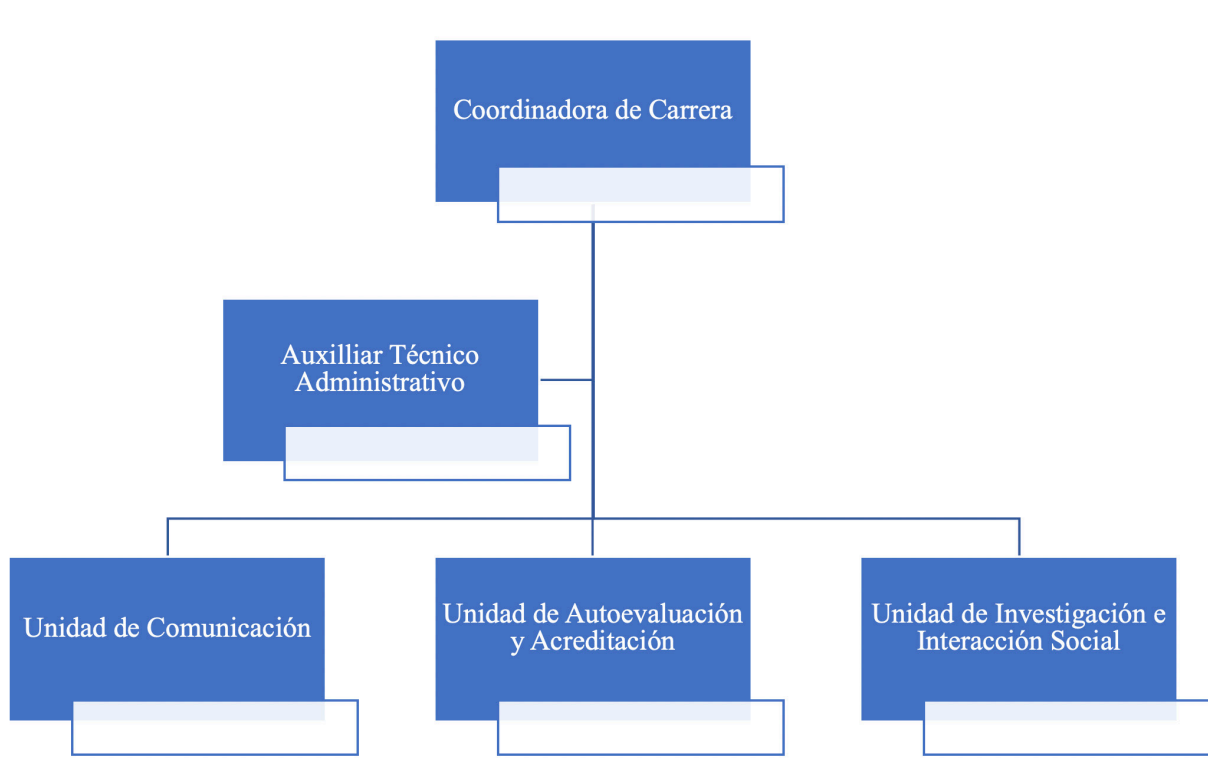 Coordinadora de Carrera
Auxilliar Técnico
Administrativo
Unidad de Comunicación
Unidad de Autoevaluación
y Acreditación
Unidad de Investigación e
Interacción Social